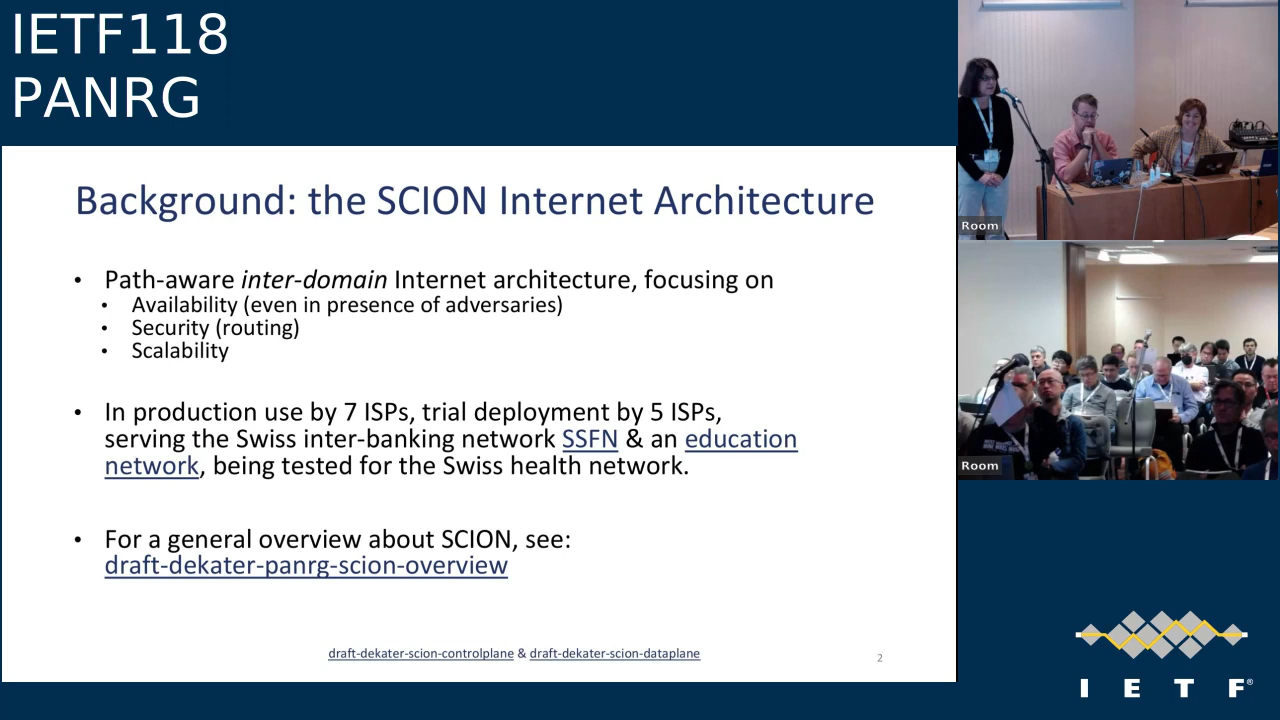 IETF118
PANRG
Background: the SCION Internet Architecture
• Path-aware inter-domain Internet architecture, focusing on
• Availability (even in presence of adversaries)
• Security (routing)
• Scalability
• In production use by 7 ISPs, trial deployment by 5 ISPs,
serving the Swiss inter-banking network SSFN & an education
network, being tested for the Swiss health network.
• For a general overview about SCION, see:
draft-dekater-panrg-scion-overview
draft-dekater-scion-controlplane & draft-dekater-scion-dataplane
2
Room
Room
I E T F®